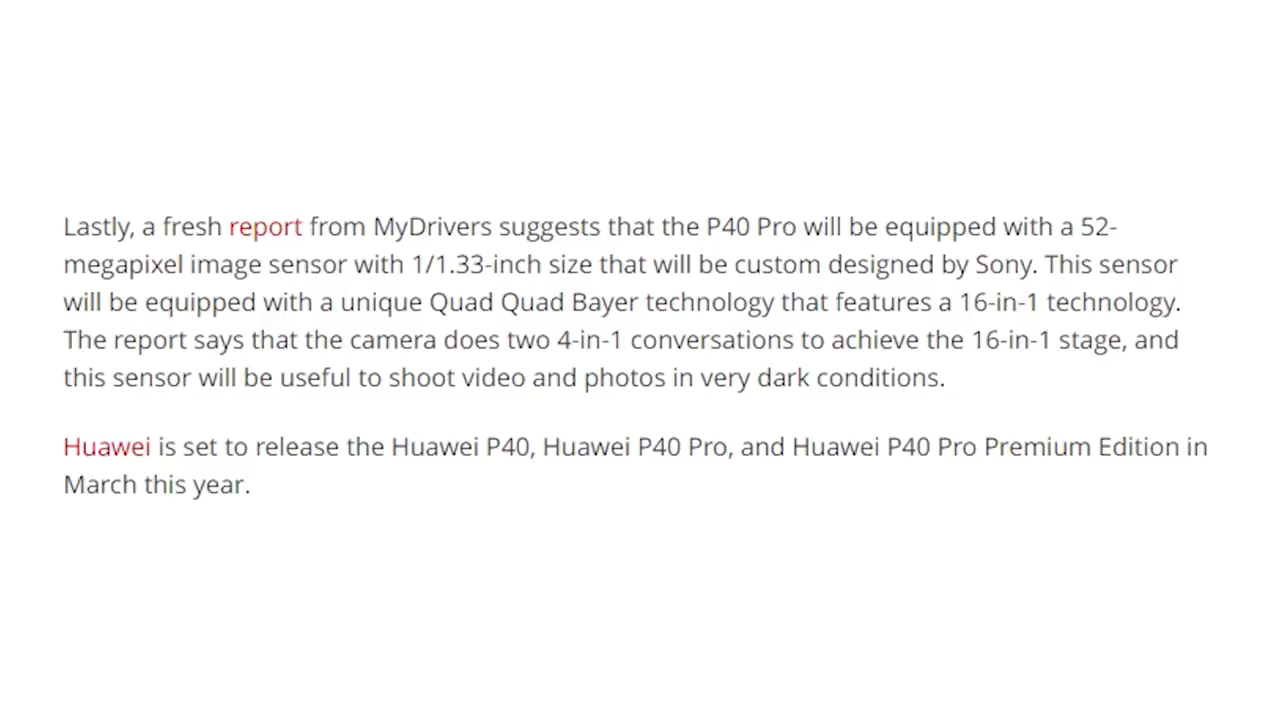 Lastly, a fresh report from MyDrivers suggests that the P40 Pro will be equipped with a 52-
megapixel image sensor with 1/1.33-inch size that will be custom designed by Sony. This sensor
will be equipped with a unique Quad Quad Bayer technology that features a 16-in-1 technology.
The report says that the camera does two 4-in-1 conversations to achieve the 16-in-1 stage, and
this sensor will be useful to shoot video and photos in very dark conditions.
Huawei is set to release the Huawei P40, Huawei P40 Pro, and Huawei P40 Pro Premium Edition in
March this year.